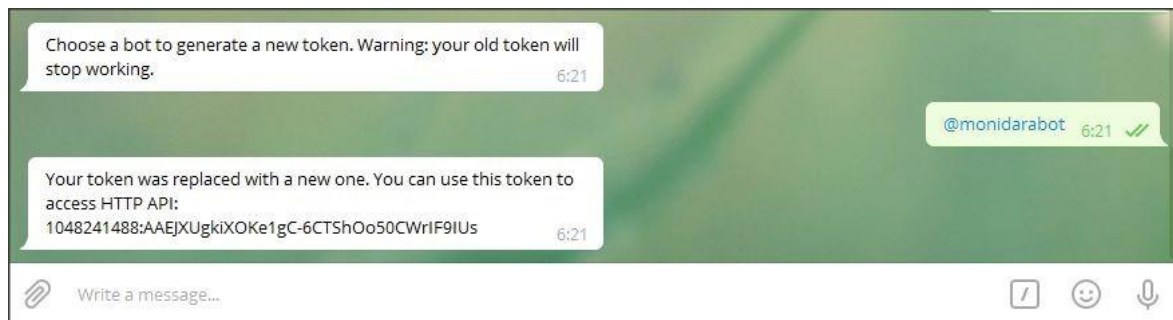 Choose a bot to generate a new token. Warning: your old token will
stop working.
6:21
@monidarabot 6:21
Your token was replaced with a new one. You can use this token to
access HTTP API:
1048241488:AAEJXUgkiXOKe1gC-6CTShOo50CWrIF9IUs
6:21
Write a message...